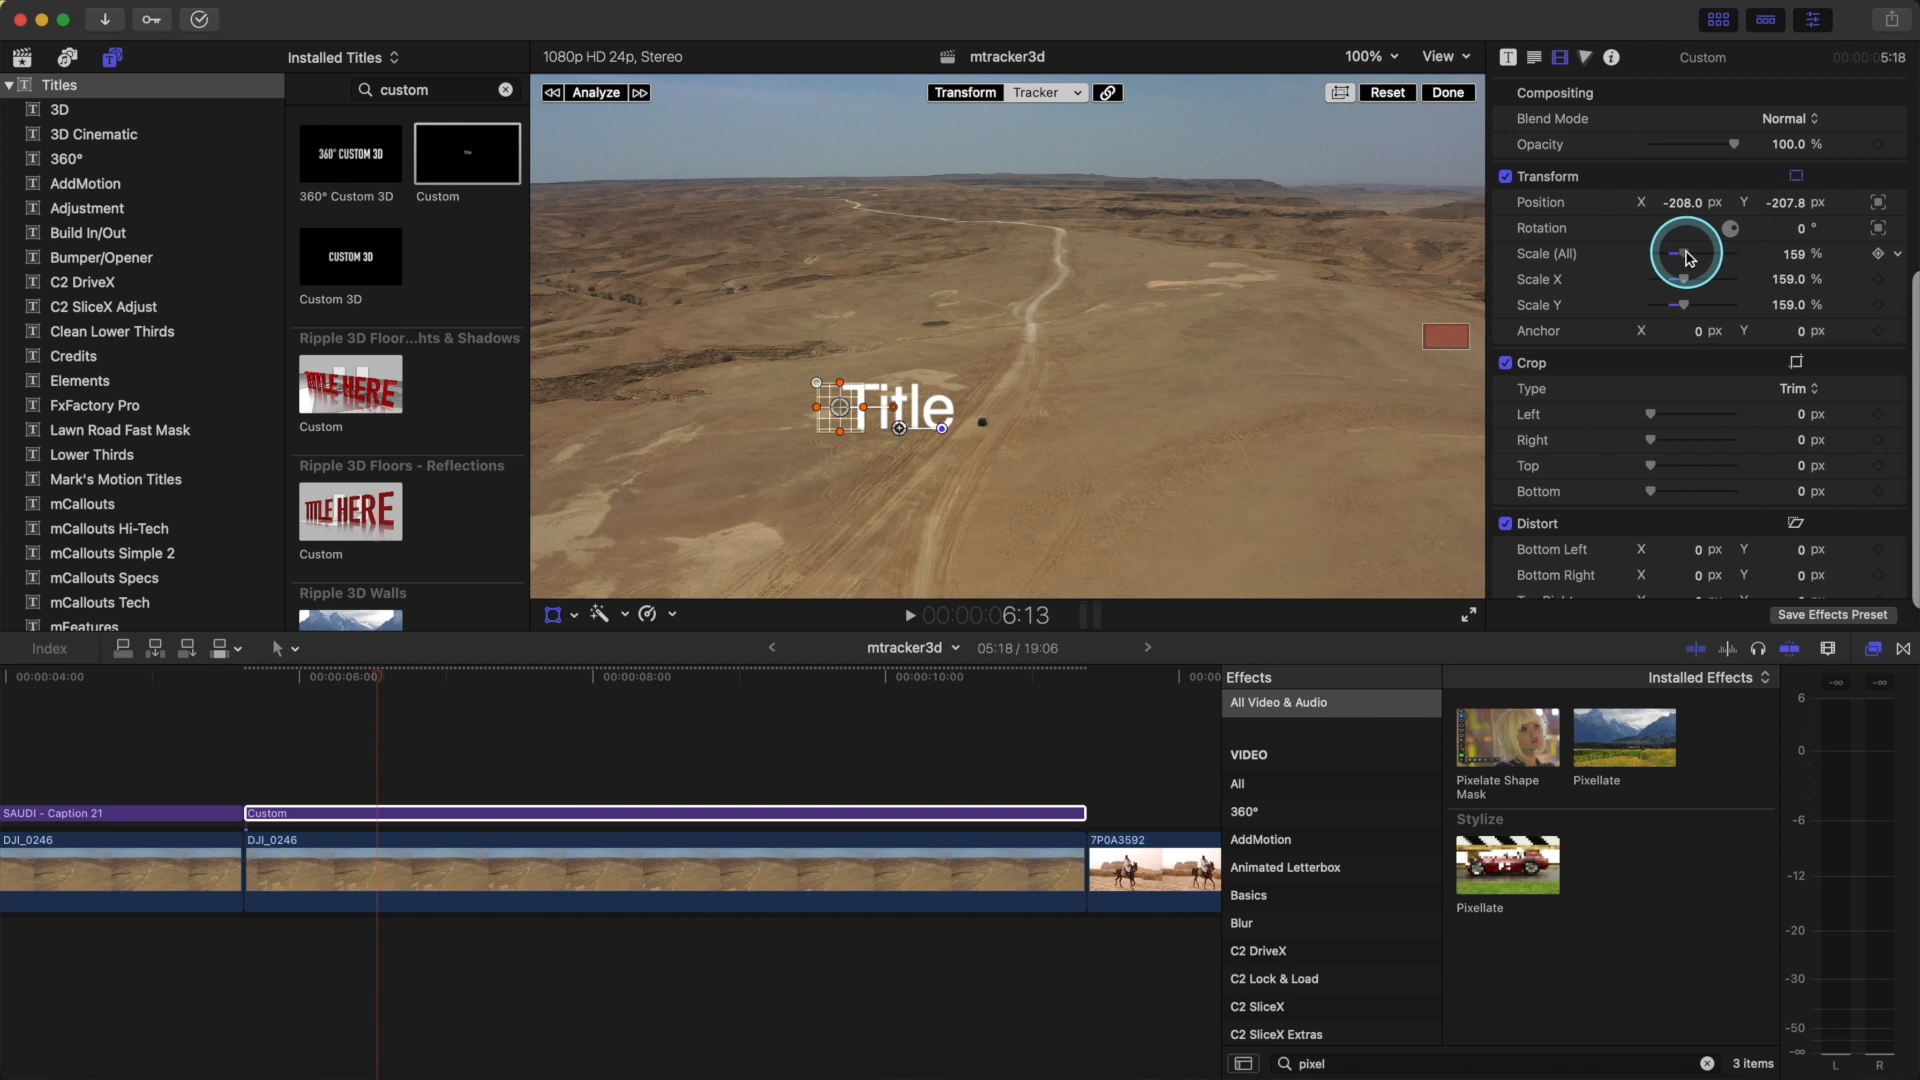 Installed Titles
1080p HD 24p, Stereo
mtracker3d
100%
View
Custom
00:00:05:18
Titles
3D
3D Cinematic
360°
AddMotion
Adjustment
Build In/Out
Bumper/Opener
C2 DriveX
C2 SliceX Adjust
Clean Lower Thirds
Credits
Elements
FxFactory Pro
Lawn Road Fast Mask
Lower Thirds
Mark's Motion Titles
mCallouts
mCallouts Hi-Tech
mCallouts Simple 2
mCallouts Specs
mCallouts Tech
mFeatures
custom
360° CUSTOM 3D
Title
360° Custom 3D
Custom
CUSTOM 3D
Custom 3D
Ripple 3D Floor...hts & Shadows
TITLE HERE
Custom
Ripple 3D Floors - Reflections
TITLE HERE
Custom
Ripple 3D Walls
Analyze
Transform
Tracker
Reset
Done
Title
00:00:06:13
Compositing
Blend Mode Normal
Opacity 100.0 %
Transform
Position X -208.0 px Y -207.8 px
Rotation 0 °
Scale (All) 159 %
Scale X 159.0 %
Scale Y 159.0 %
Anchor X 0 px Y 0 px
Crop
Type Trim
Left 0 px
Right 0 px
Top 0 px
Bottom 0 px
Distort
Bottom Left X 0 px Y 0 px
Bottom Right X 0 px Y 0 px
Save Effects Preset
Index
mtracker3d
05:18 / 19:06
00:00:04:00
00:00:06:00
00:00:08:00
00:00:10:00
00:00
SAUDI - Caption 21
Custom
DJI_0246
DJI_0246
7P0A3592
Effects
Installed Effects
All Video & Audio
VIDEO
All
360°
AddMotion
Animated Letterbox
Basics
Blur
C2 DriveX
C2 Lock & Load
C2 SliceX
C2 SliceX Extras
Pixelate Shape
Mask
Pixellate
Stylize
Pixellate
pixel
3 items
-∞ -∞
6
0
-6
-12
-20
-30
-50
-∞
L R